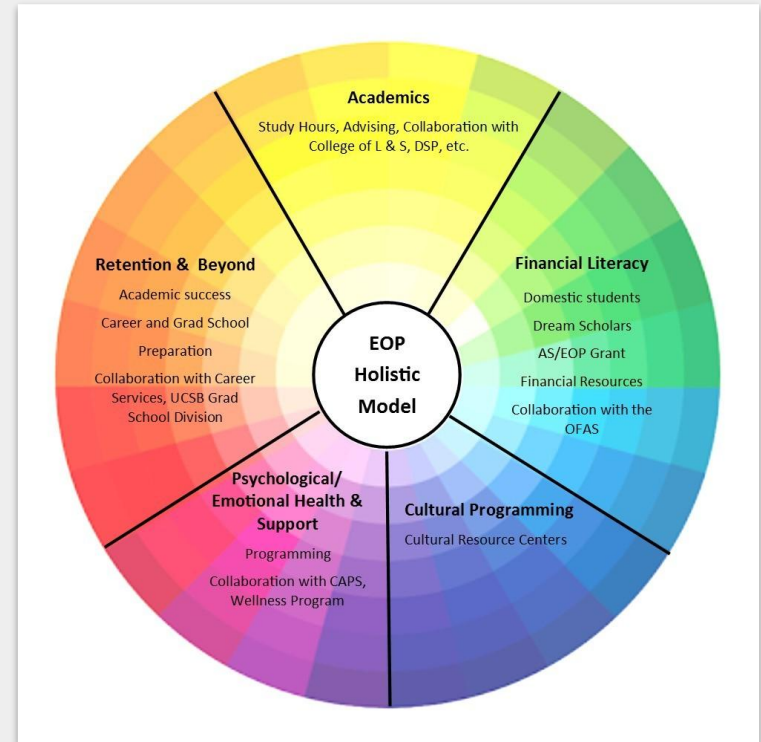 Academics
Study Hours, Advising, Collaboration with
College of L & S, DSP, etc.
Financial Literacy
Domestic students
Dream Scholars
AS/EOP Grant
Financial Resources
Collaboration with the
OFAS
Cultural Programming
Cultural Resource Centers
Psychological/
Emotional Health &
Support
Programming
Collaboration with CAPS,
Wellness Program
Retention & Beyond
Academic success
Career and Grad School
Preparation
Collaboration with Career
Services, UCSB Grad
School Division
EOP
Holistic
Model